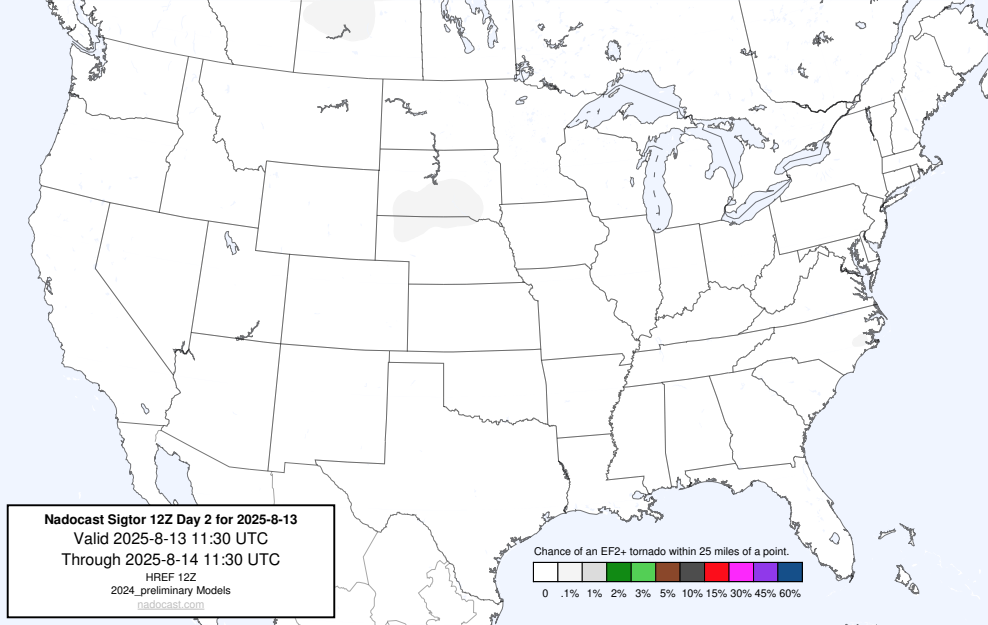 Nadocast Sigtor 12Z Day 2 for 2025-8-13
Valid 2025-8-13 11:30 UTC
Through 2025-8-14 11:30 UTC
HREF 12Z
2024_preliminary Models
nadocast.com
Chance of an EF2+ tornado within 25 miles of a point.
0 .1% 1% 2% 3% 5% 10% 15% 30% 45% 60%